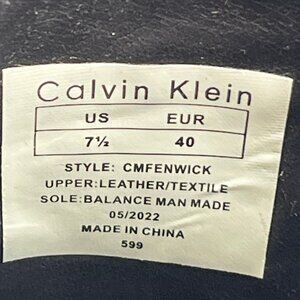 Calvin Klein
US EUR
7½ 40
STYLE: CMFENWICK
UPPER:LEATHER/TEXTILE
SOLE:BALANCE MAN MADE
05/2022
MADE IN CHINA
599